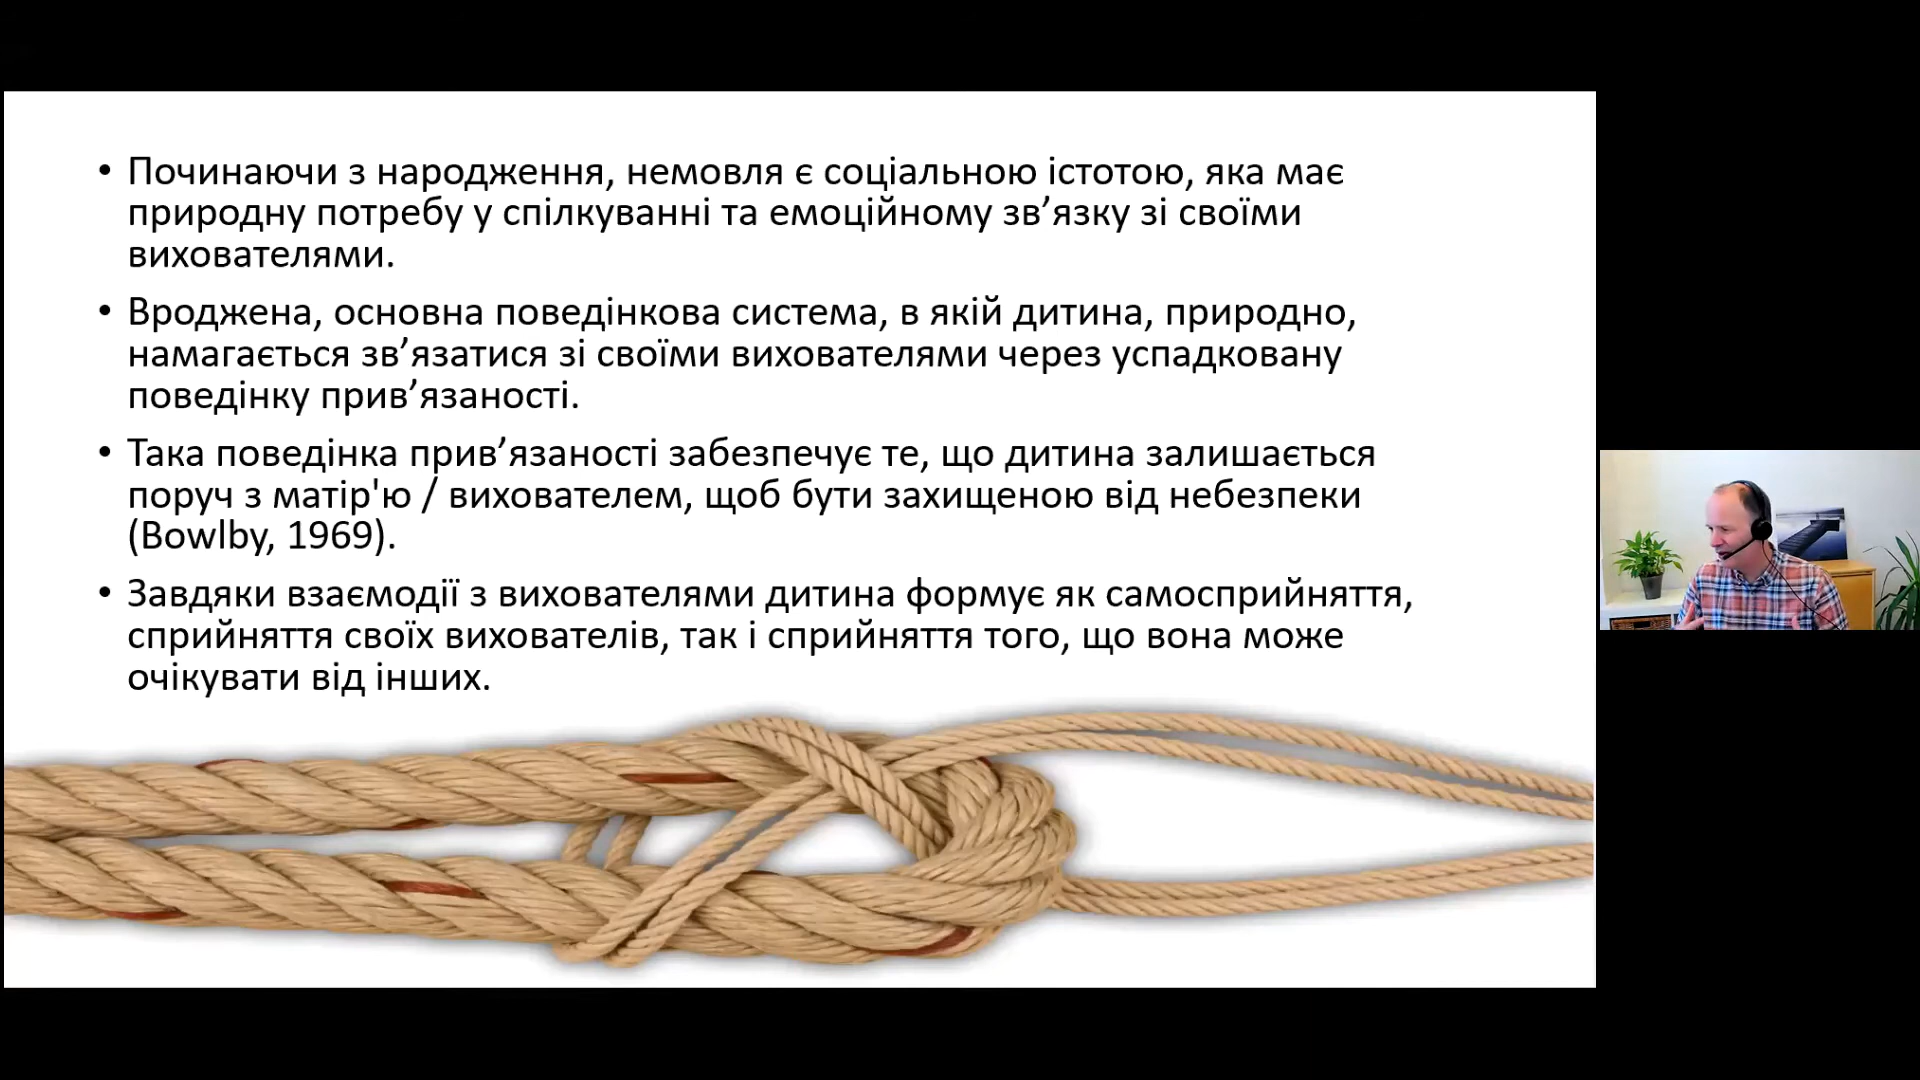 • Починаючи з народження, немовля є соціальною істотою, яка має
природну потребу у спілкуванні та емоційному зв’язку зі своїми
вихователями.
• Вроджена, основна поведінкова система, в якій дитина, природно,
намагається зв’язатися зі своїми вихователями через успадковану
поведінку прив’язаності.
• Така поведінка прив’язаності забезпечує те, що дитина залишається
поруч з матір'ю / вихователем, щоб бути захищеною від небезпеки
(Bowlby, 1969).
• Завдяки взаємодії з вихователями дитина формує як самосприйняття,
сприйняття своїх вихователів, так і сприйняття того, що вона може
очікувати від інших.